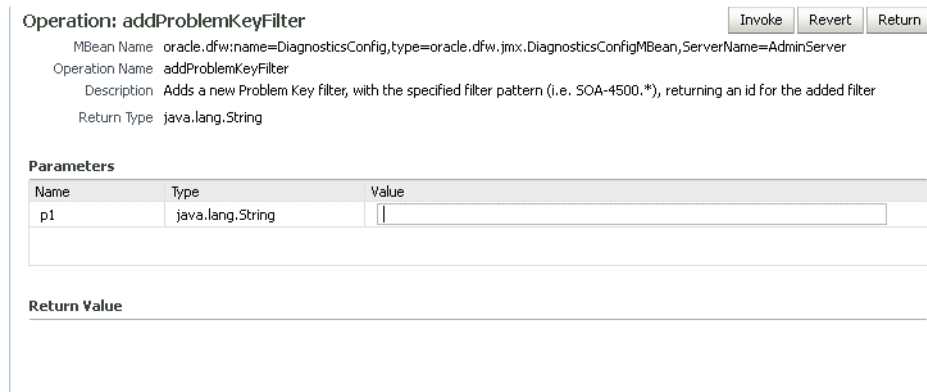 Operation: addProblemKeyFilter Invoke Revert Return
MBean Name oracle.dfw:name=DiagnosticsConfig,type=oracle.dfw.jmx.DiagnosticsConfigMBean,ServerName=AdminServer
Operation Name addProblemKeyFilter
Description Adds a new Problem Key filter, with the specified filter pattern (i.e. SOA-4500.*), returning an id for the added filter
Return Type java.lang.String
Parameters
Name Type Value
p1 java.lang.String
Return Value